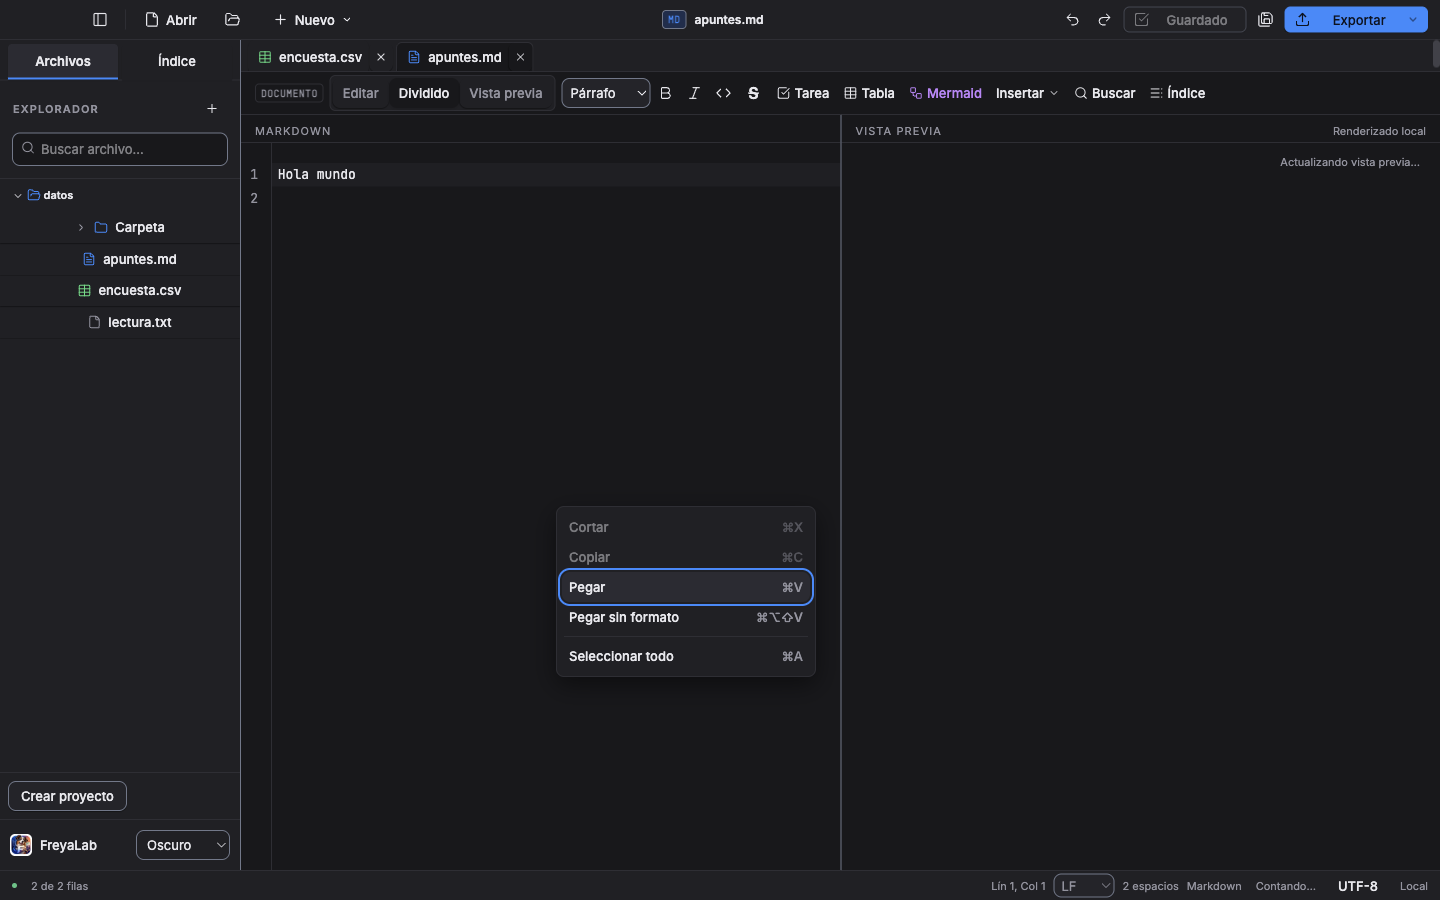 Abrir
Nuevo
MD apuntes.md
Guardado
Exportar
Archivos
Índice
encuesta.csv
apuntes.md
DOCUMENTO
Editar
Dividido
Vista previa
Párrafo
B
I
S
Tarea
Tabla
Mermaid
Insertar
Buscar
Índice
EXPLORADOR
Buscar archivo...
datos
Carpeta
apuntes.md
encuesta.csv
lectura.txt
MARKDOWN
1 Hola mundo
2
VISTA PREVIA
Renderizado local
Actualizando vista previa...
Cortar ⌘X
Copiar ⌘C
Pegar ⌘V
Pegar sin formato ⌘⌥⇧V
Seleccionar todo ⌘A
Crear proyecto
FreyaLab
Oscuro
2 de 2 filas
Lín 1, Col 1
LF
2 espacios
Markdown
Contando...
UTF-8
Local